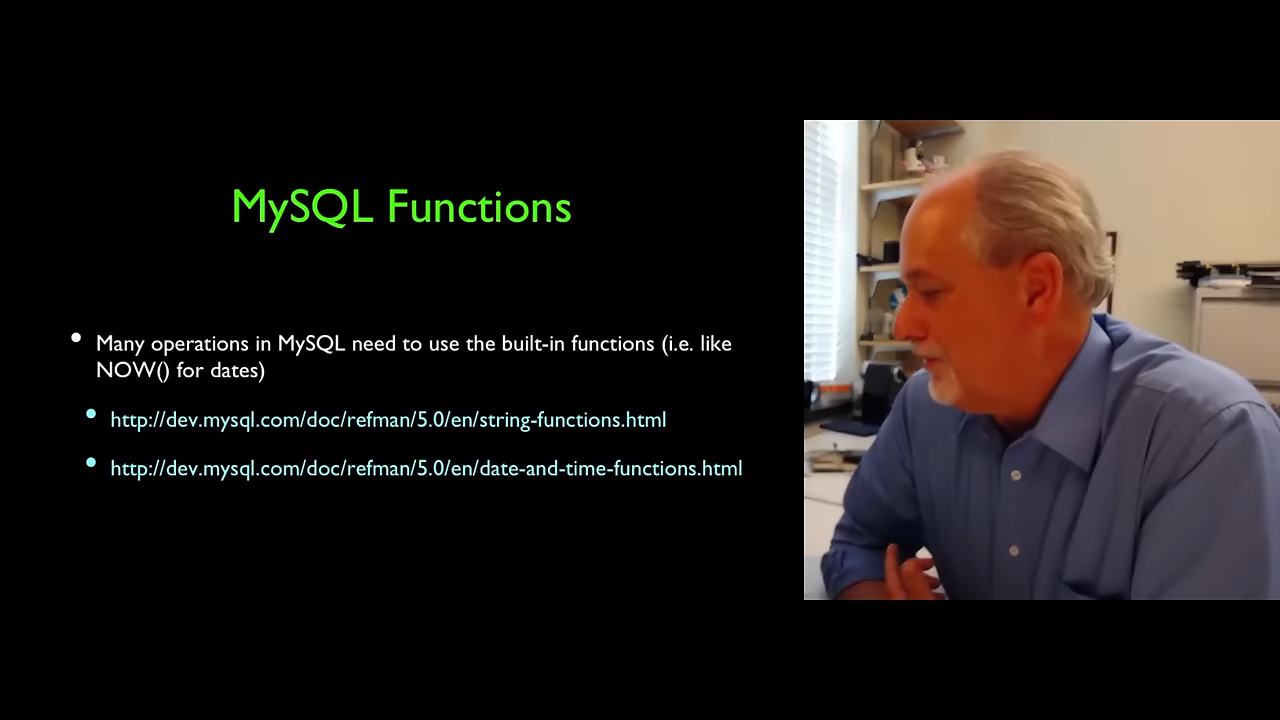 MySQL Functions
Many operations in MySQL need to use the built-in functions (i.e. like
NOW() for dates)
http://dev.mysql.com/doc/refman/5.0/en/string-functions.html
http://dev.mysql.com/doc/refman/5.0/en/date-and-time-functions.html